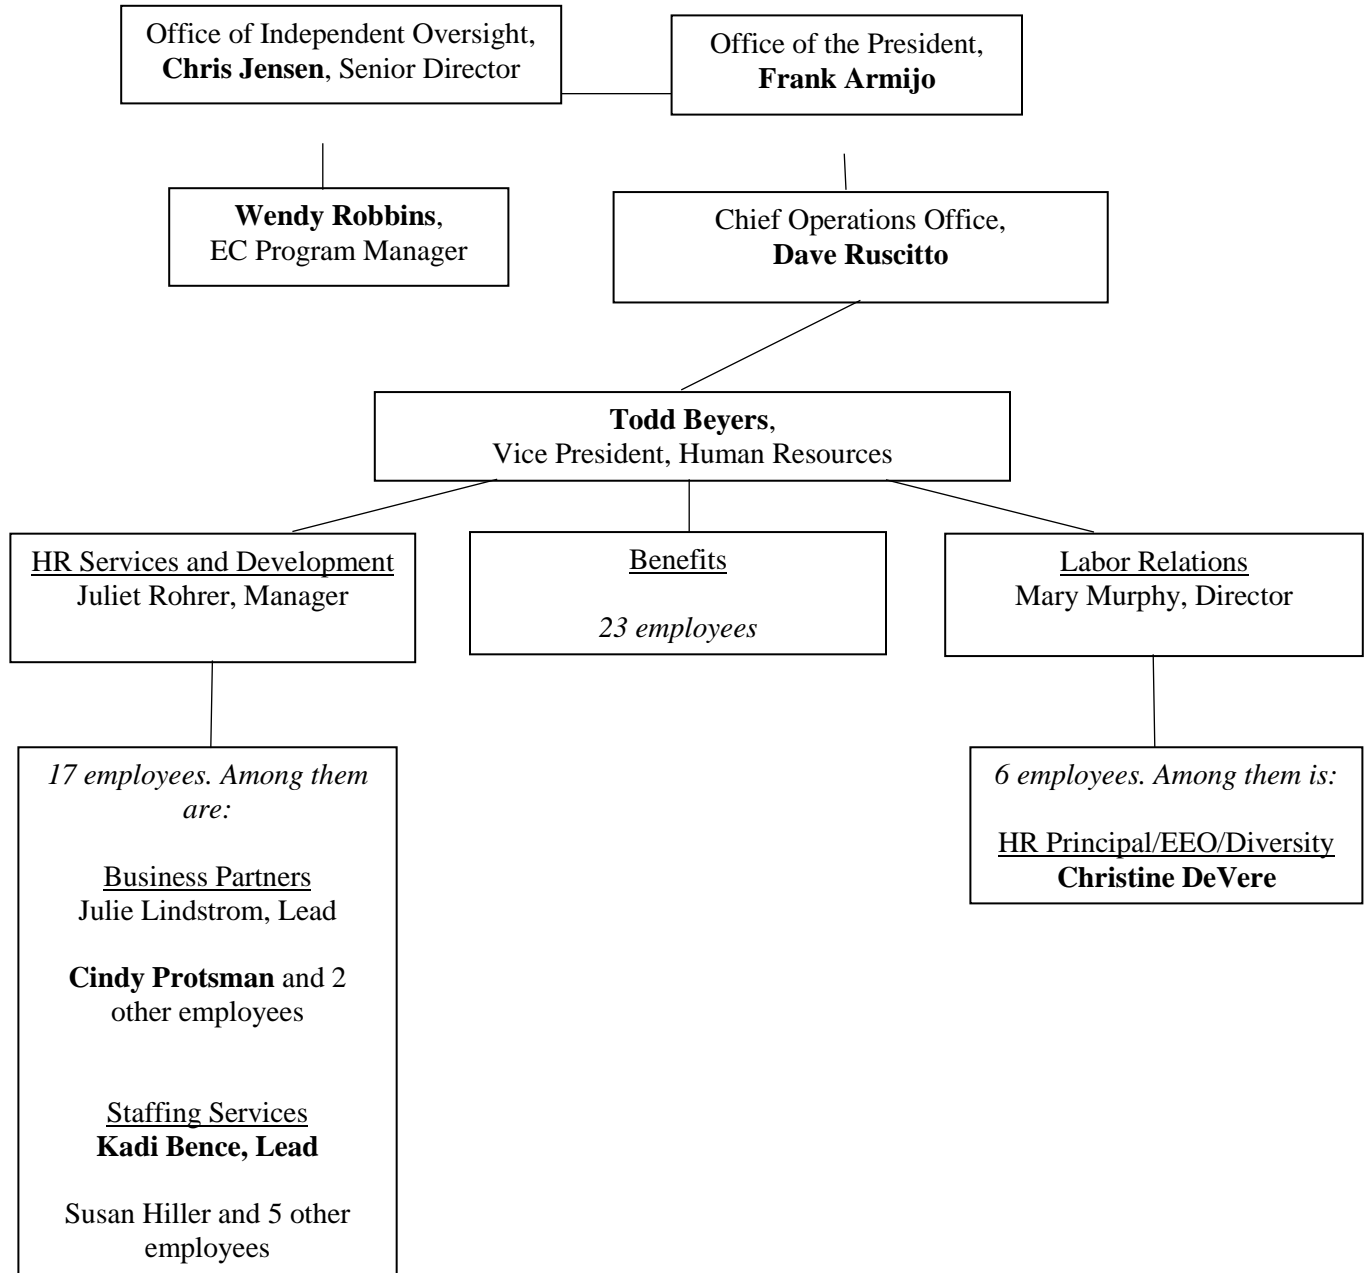 Office of Independent Oversight,
Chris Jensen, Senior Director
Office of the President,
Frank Armijo
Wendy Robbins,
EC Program Manager
Chief Operations Office,
Dave Ruscitto
Todd Beyers,
Vice President, Human Resources
HR Services and Development
Juliet Rohrer, Manager
Benefits
23 employees
Labor Relations
Mary Murphy, Director
17 employees. Among them
are:
Business Partners
Julie Lindstrom, Lead
Cindy Protsman and 2
other employees
Staffing Services
Kadi Bence, Lead
Susan Hiller and 5 other
employees
6 employees. Among them is:
HR Principal/EEO/Diversity
Christine DeVere